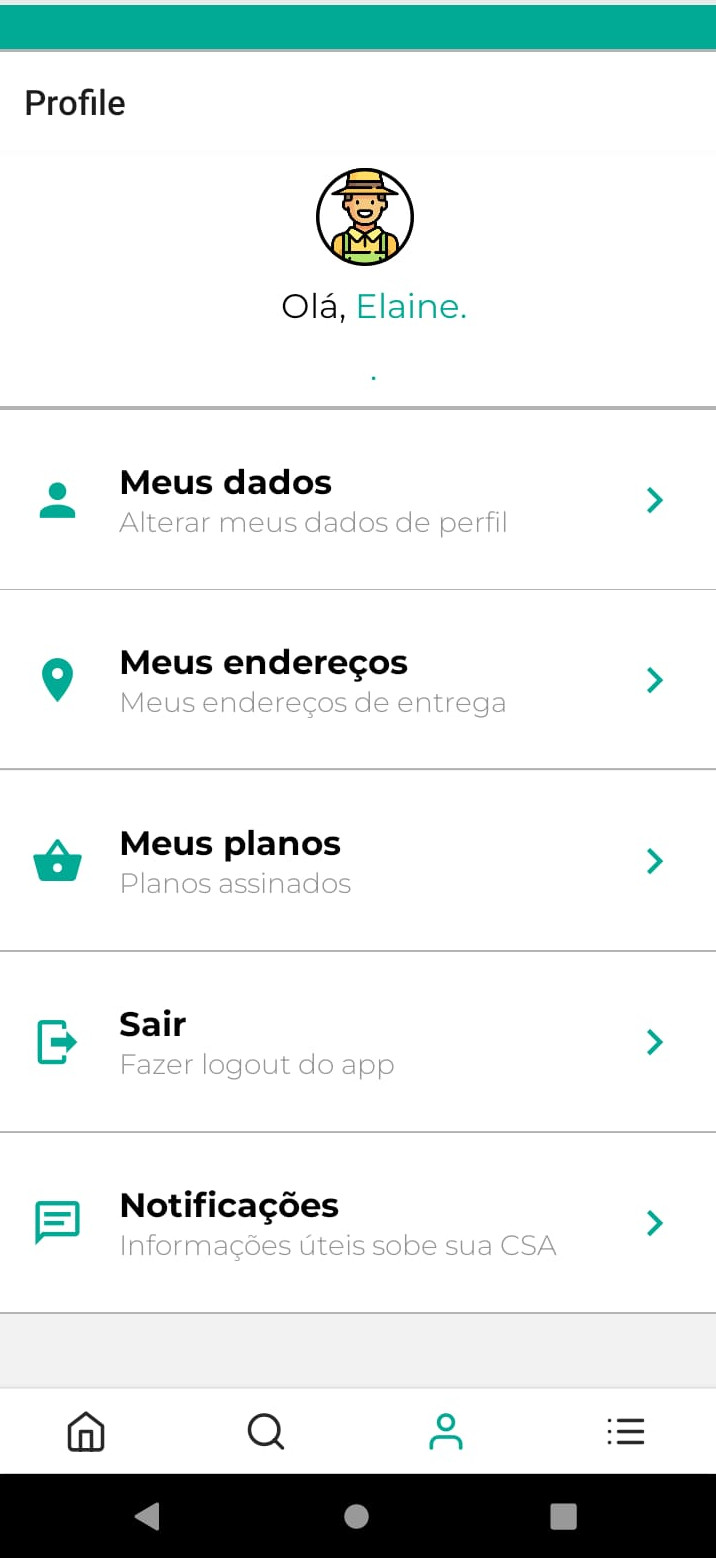 Profile
Olá, Elaine.
.
Meus dados
Alterar meus dados de perfil
Meus endereços
Meus endereços de entrega
Meus planos
Planos assinados
Sair
Fazer logout do app
Notificações
Informações úteis sobe sua CSA